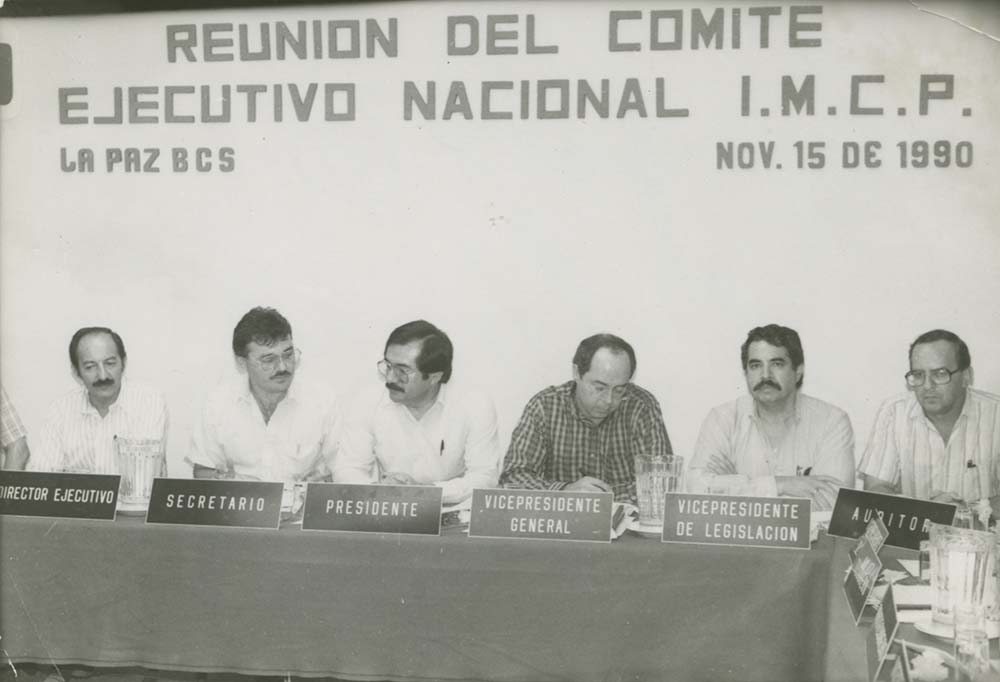 REUNION DEL COMITE
EJECUTIVO NACIONAL I.M.C.P.
LA PAZ BCS
NOV. 15 DE 1990
DIRECTOR EJECUTIVO
SECRETARIO
PRESIDENTE
VICEPRESIDENTE
GENERAL
VICEPRESIDENTE
DE LEGISLACION
AUDITOR